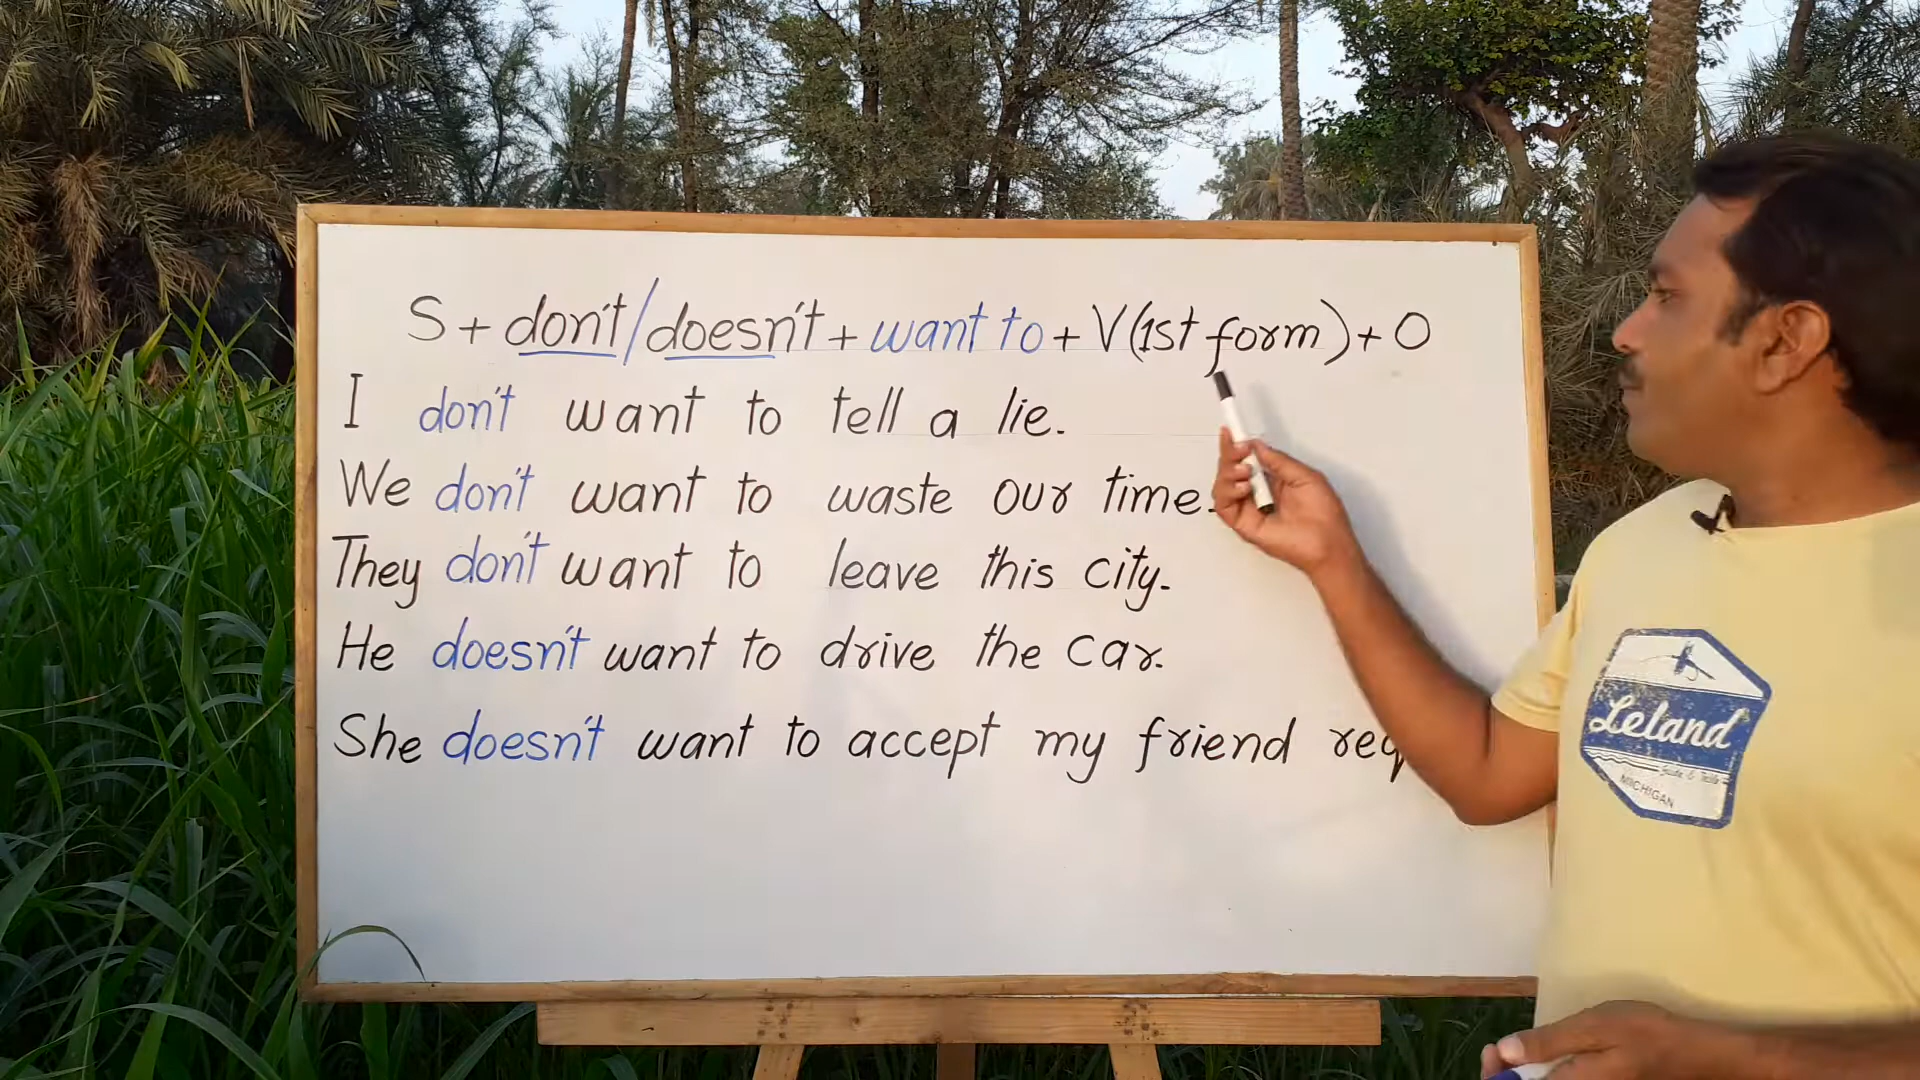 S + don't / doesn't + want to + V (1st form) + O
I don't want to tell a lie.
We don't want to waste our time.
They don't want to leave this city.
He doesn't want to drive the car.
She doesn't want to accept my friend req
Leland
MICHIGAN